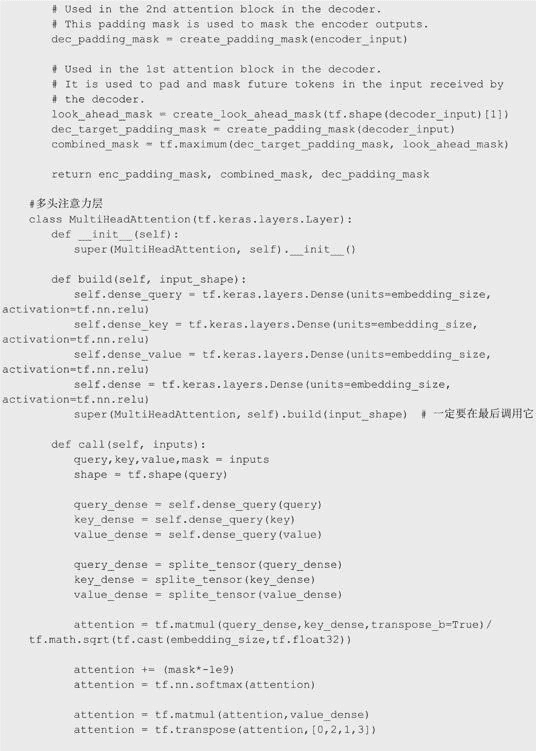 # Used in the 2nd attention block in the decoder.
# This padding mask is used to mask the encoder outputs.
dec_padding_mask = create_padding_mask(encoder_input)
# Used in the 1st attention block in the decoder.
# It is used to pad and mask future tokens in the input received by
# the decoder.
look_ahead_mask = create_look_ahead_mask(tf.shape(decoder_input)[1])
dec_target_padding_mask = create_padding_mask(decoder_input)
combined_mask = tf.maximum(dec_target_padding_mask, look_ahead_mask)
return enc_padding_mask, combined_mask, dec_padding_mask
#多头注意力层
class MultiHeadAttention(tf.keras.layers.Layer):
def __init__(self):
super(MultiHeadAttention, self).__init__()
def build(self, input_shape):
self.dense_query = tf.keras.layers.Dense(units=embedding_size,
activation=tf.nn.relu)
self.dense_key = tf.keras.layers.Dense(units=embedding_size,
activation=tf.nn.relu)
self.dense_value = tf.keras.layers.Dense(units=embedding_size,
activation=tf.nn.relu)
self.dense = tf.keras.layers.Dense(units=embedding_size,
activation=tf.nn.relu)
super(MultiHeadAttention, self).build(input_shape) # 一定要在最后调用它
def call(self, inputs):
query,key,value,mask = inputs
shape = tf.shape(query)
query_dense = self.dense_query(query)
key_dense = self.dense_query(key)
value_dense = self.dense_query(value)
query_dense = splite_tensor(query_dense)
key_dense = splite_tensor(key_dense)
value_dense = splite_tensor(value_dense)
attention = tf.matmul(query_dense,key_dense,transpose_b=True)/
tf.math.sqrt(tf.cast(embedding_size,tf.float32))
attention += (mask*-1e9)
attention = tf.nn.softmax(attention)
attention = tf.matmul(attention,value_dense)
attention = tf.transpose(attention,[0,2,1,3])